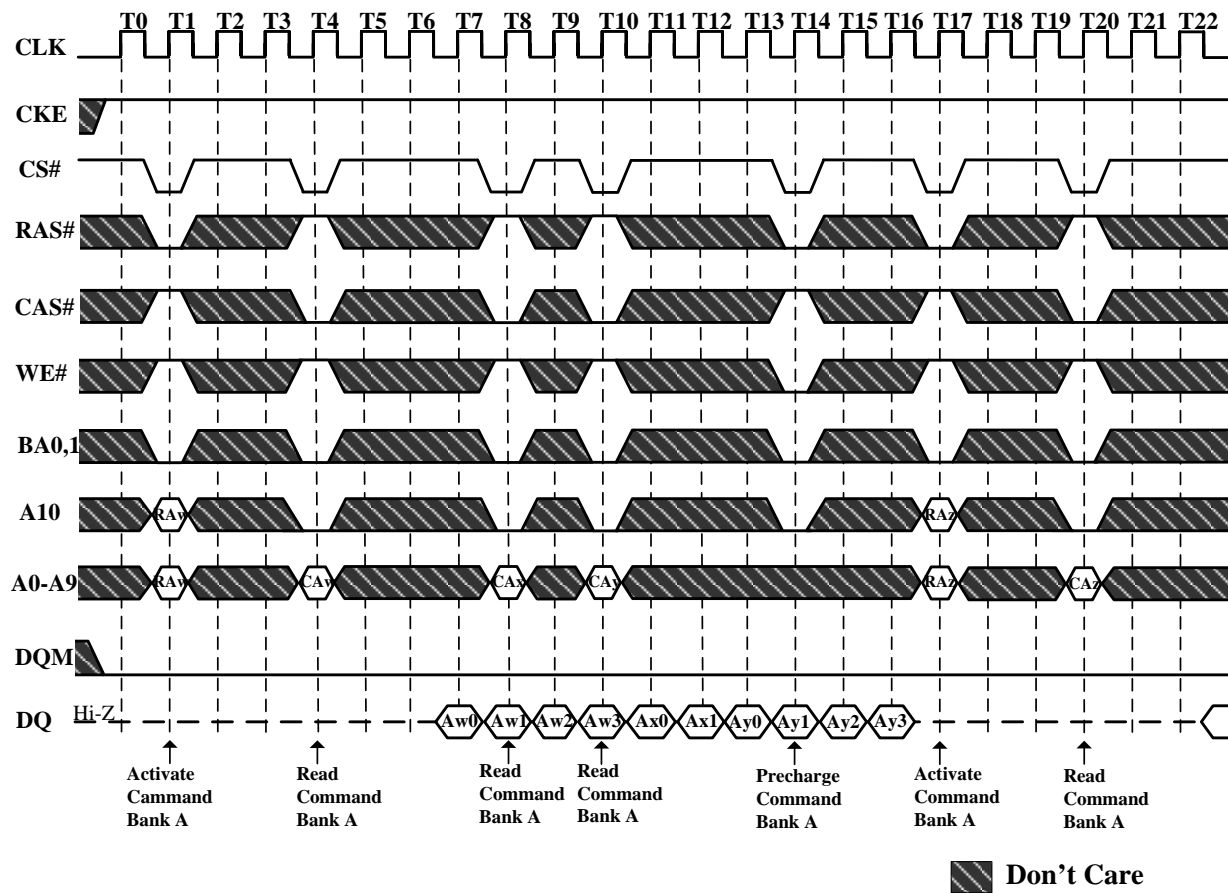 T0 T1 T2 T3 T4 T5 T6 T7 T8 T9 T10 T11 T12 T13 T14 T15 T16 T17 T18 T19 T20 T21 T22
CLK
CKE
CS#
RAS#
CAS#
WE#
BA0,1
A10 RAw RAz
A0-A9 RAw CAw CAx CAy RAz CAz
DQM
DQ Hi-Z Aw0 Aw1 Aw2 Aw3 Ax0 Ax1 Ay0 Ay1 Ay2 Ay3
Activate
Cammand
Bank A
Read
Command
Bank A
Read
Command
Bank A
Read
Command
Bank A
Precharge
Command
Bank A
Activate
Command
Bank A
Read
Command
Bank A
Don't Care